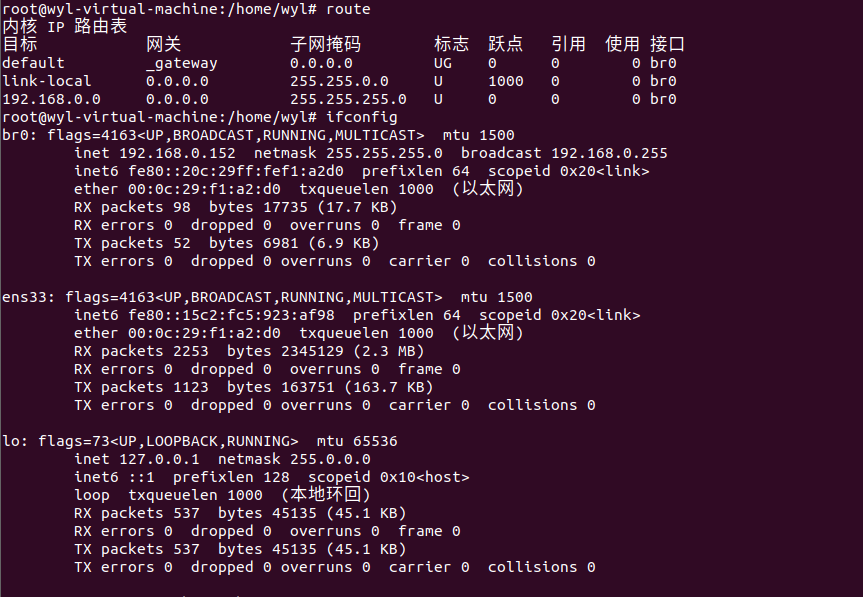 root@wyl-virtual-machine:/home/wyl# route
内核 IP 路由表
目标            网关            子网掩码        标志  跃点   引用  使用 接口
default         _gateway        0.0.0.0         UG    0      0        0 br0
link-local      0.0.0.0         255.255.0.0     U     1000   0        0 br0
192.168.0.0     0.0.0.0         255.255.255.0   U     0      0        0 br0
root@wyl-virtual-machine:/home/wyl# ifconfig
br0: flags=4163<UP,BROADCAST,RUNNING,MULTICAST>  mtu 1500
        inet 192.168.0.152  netmask 255.255.255.0  broadcast 192.168.0.255
        inet6 fe80::20c:29ff:fef1:a2d0  prefixlen 64  scopeid 0x20<link>
        ether 00:0c:29:f1:a2:d0  txqueuelen 1000  (以太网)
        RX packets 98  bytes 17735 (17.7 KB)
        RX errors 0  dropped 0  overruns 0  frame 0
        TX packets 52  bytes 6981 (6.9 KB)
        TX errors 0  dropped 0 overruns 0  carrier 0  collisions 0

ens33: flags=4163<UP,BROADCAST,RUNNING,MULTICAST>  mtu 1500
        inet6 fe80::15c2:fc5:923:af98  prefixlen 64  scopeid 0x20<link>
        ether 00:0c:29:f1:a2:d0  txqueuelen 1000  (以太网)
        RX packets 2253  bytes 2345129 (2.3 MB)
        RX errors 0  dropped 0  overruns 0  frame 0
        TX packets 1123  bytes 163751 (163.7 KB)
        TX errors 0  dropped 0 overruns 0  carrier 0  collisions 0

lo: flags=73<UP,LOOPBACK,RUNNING>  mtu 65536
        inet 127.0.0.1  netmask 255.0.0.0
        inet6 ::1  prefixlen 128  scopeid 0x10<host>
        loop  txqueuelen 1000  (本地环回)
        RX packets 537  bytes 45135 (45.1 KB)
        RX errors 0  dropped 0  overruns 0  frame 0
        TX packets 537  bytes 45135 (45.1 KB)
        TX errors 0  dropped 0 overruns 0  carrier 0  collisions 0